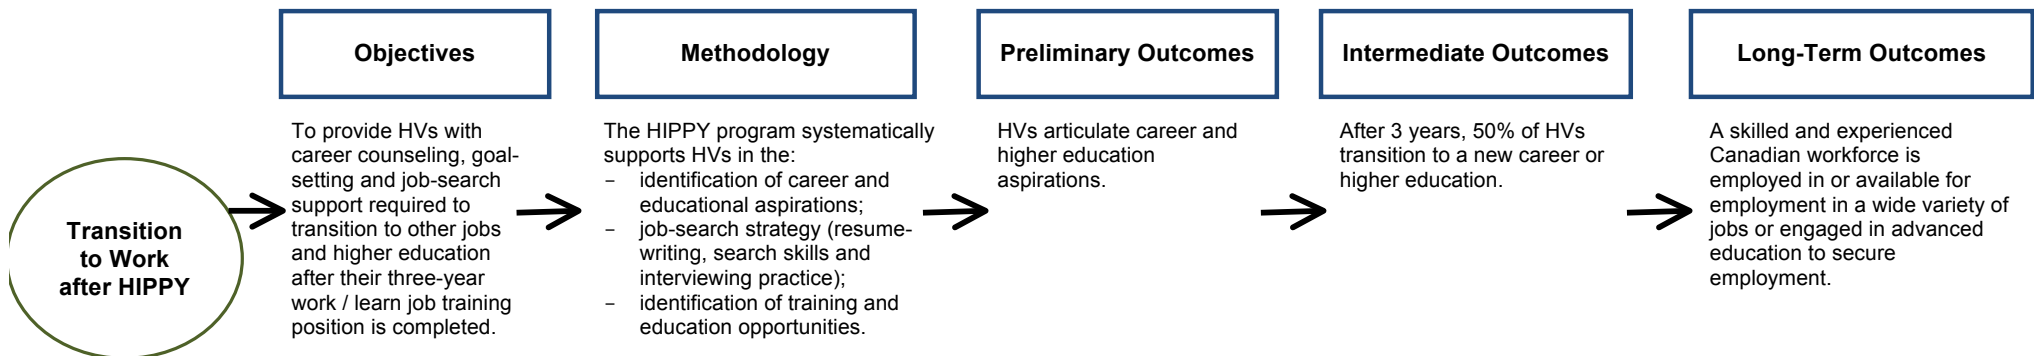 Transition
to Work
after HIPPY
Objectives
To provide HVs with
career counseling, goal-
setting and job-search
support required to
transition to other jobs
and higher education
after their three-year
work / learn job training
position is completed.
Methodology
The HIPPY program systematically
supports HVs in the:
- identification of career and
educational aspirations;
- job-search strategy (resume-
writing, search skills and
interviewing practice);
- identification of training and
education opportunities.
Preliminary Outcomes
HVs articulate career and
higher education
aspirations.
Intermediate Outcomes
After 3 years, 50% of HVs
transition to a new career or
higher education.
Long-Term Outcomes
A skilled and experienced
Canadian workforce is
employed in or available for
employment in a wide variety of
jobs or engaged in advanced
education to secure
employment.